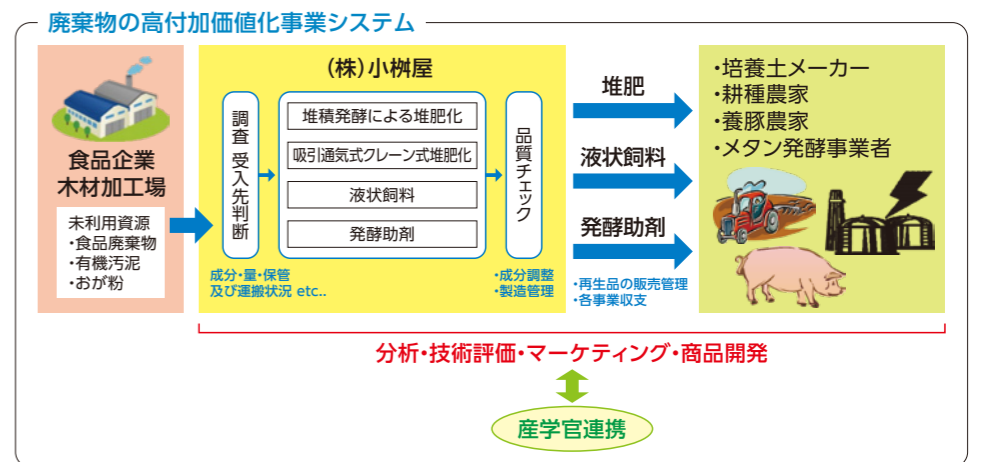 廃棄物の高付加価値化事業システム
食品企業
木材加工場
未利用資源
・食品廃棄物
・有機汚泥
・おが粉
(株)小桝屋
調査 受入先判断
堆積発酵による堆肥化
吸引通気式クレーン式堆肥化
液状飼料
発酵助剤
品質チェック
成分・量・保管
及び運搬状況 etc..
・成分調整
・製造管理
堆肥
液状飼料
発酵助剤
・再生品の販売管理
・各事業収支
・培養土メーカー
・耕種農家
・養豚農家
・メタン発酵事業者
分析・技術評価・マーケティング・商品開発
産学官連携